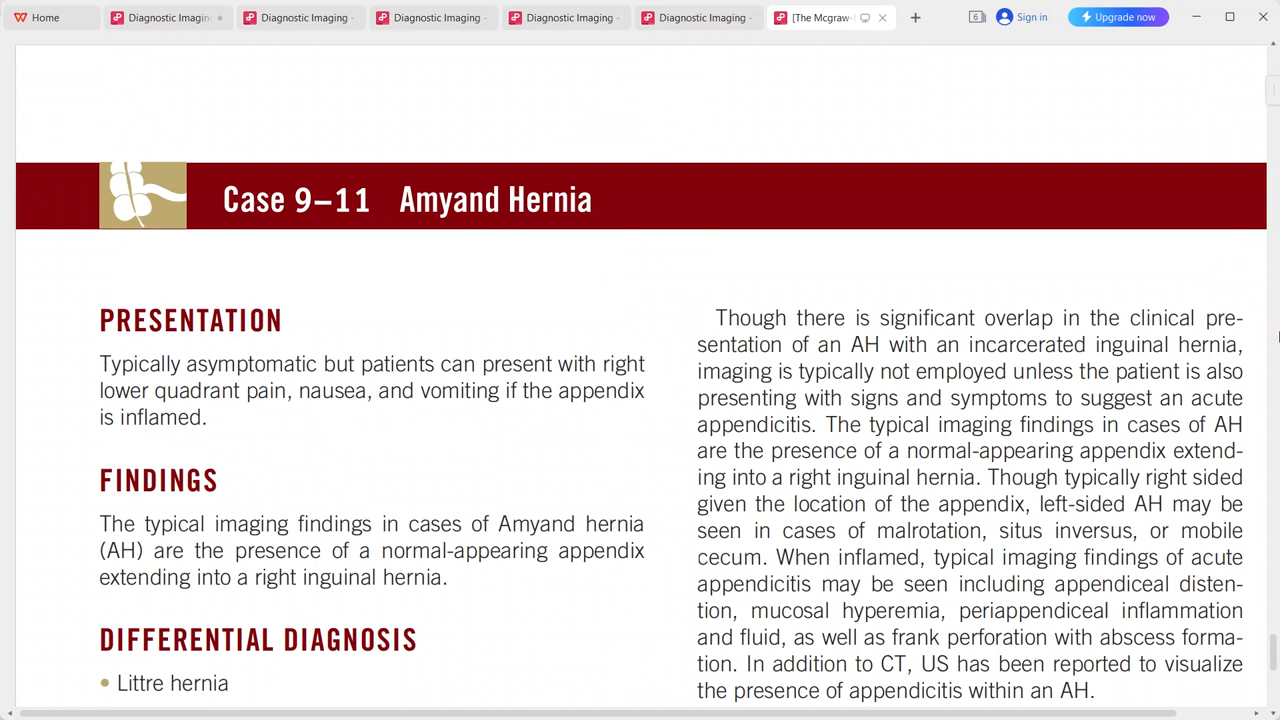 Home
Diagnostic Imagin
Diagnostic Imaging -
Diagnostic Imaging -
Diagnostic Imaging -
Diagnostic Imaging -
[The Mcgraw-
6
Sign in
Upgrade now
Case 9–11 Amyand Hernia
PRESENTATION
Typically asymptomatic but patients can present with right
lower quadrant pain, nausea, and vomiting if the appendix
is inflamed.
FINDINGS
The typical imaging findings in cases of Amyand hernia
(AH) are the presence of a normal-appearing appendix
extending into a right inguinal hernia.
DIFFERENTIAL DIAGNOSIS
• Littre hernia
Though there is significant overlap in the clinical pre-
sentation of an AH with an incarcerated inguinal hernia,
imaging is typically not employed unless the patient is also
presenting with signs and symptoms to suggest an acute
appendicitis. The typical imaging findings in cases of AH
are the presence of a normal-appearing appendix extend-
ing into a right inguinal hernia. Though typically right sided
given the location of the appendix, left-sided AH may be
seen in cases of malrotation, situs inversus, or mobile
cecum. When inflamed, typical imaging findings of acute
appendicitis may be seen including appendiceal disten-
tion, mucosal hyperemia, periappendiceal inflammation
and fluid, as well as frank perforation with abscess forma-
tion. In addition to CT, US has been reported to visualize
the presence of appendicitis within an AH.